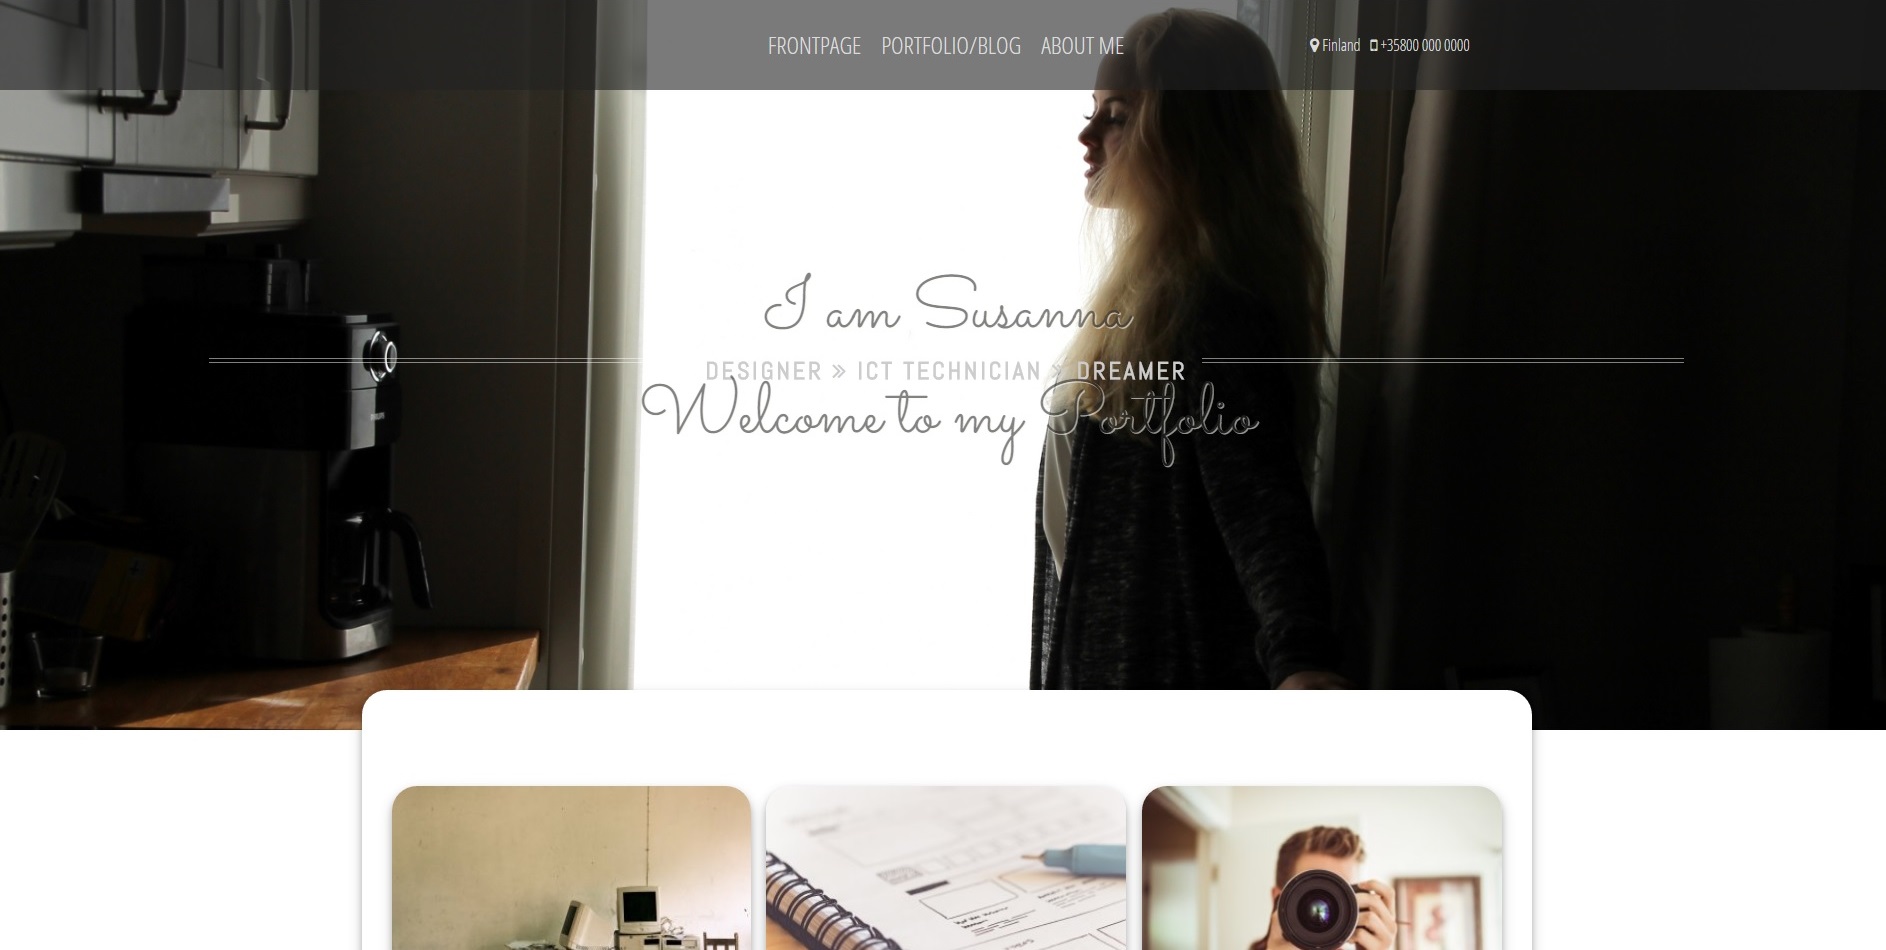 FRONTPAGE PORTFOLIO/BLOG ABOUT ME Finland +35800 000 0000
I am Susanna
DESIGNER » ICT TECHNICIAN » DREAMER
Welcome to my Portfolio